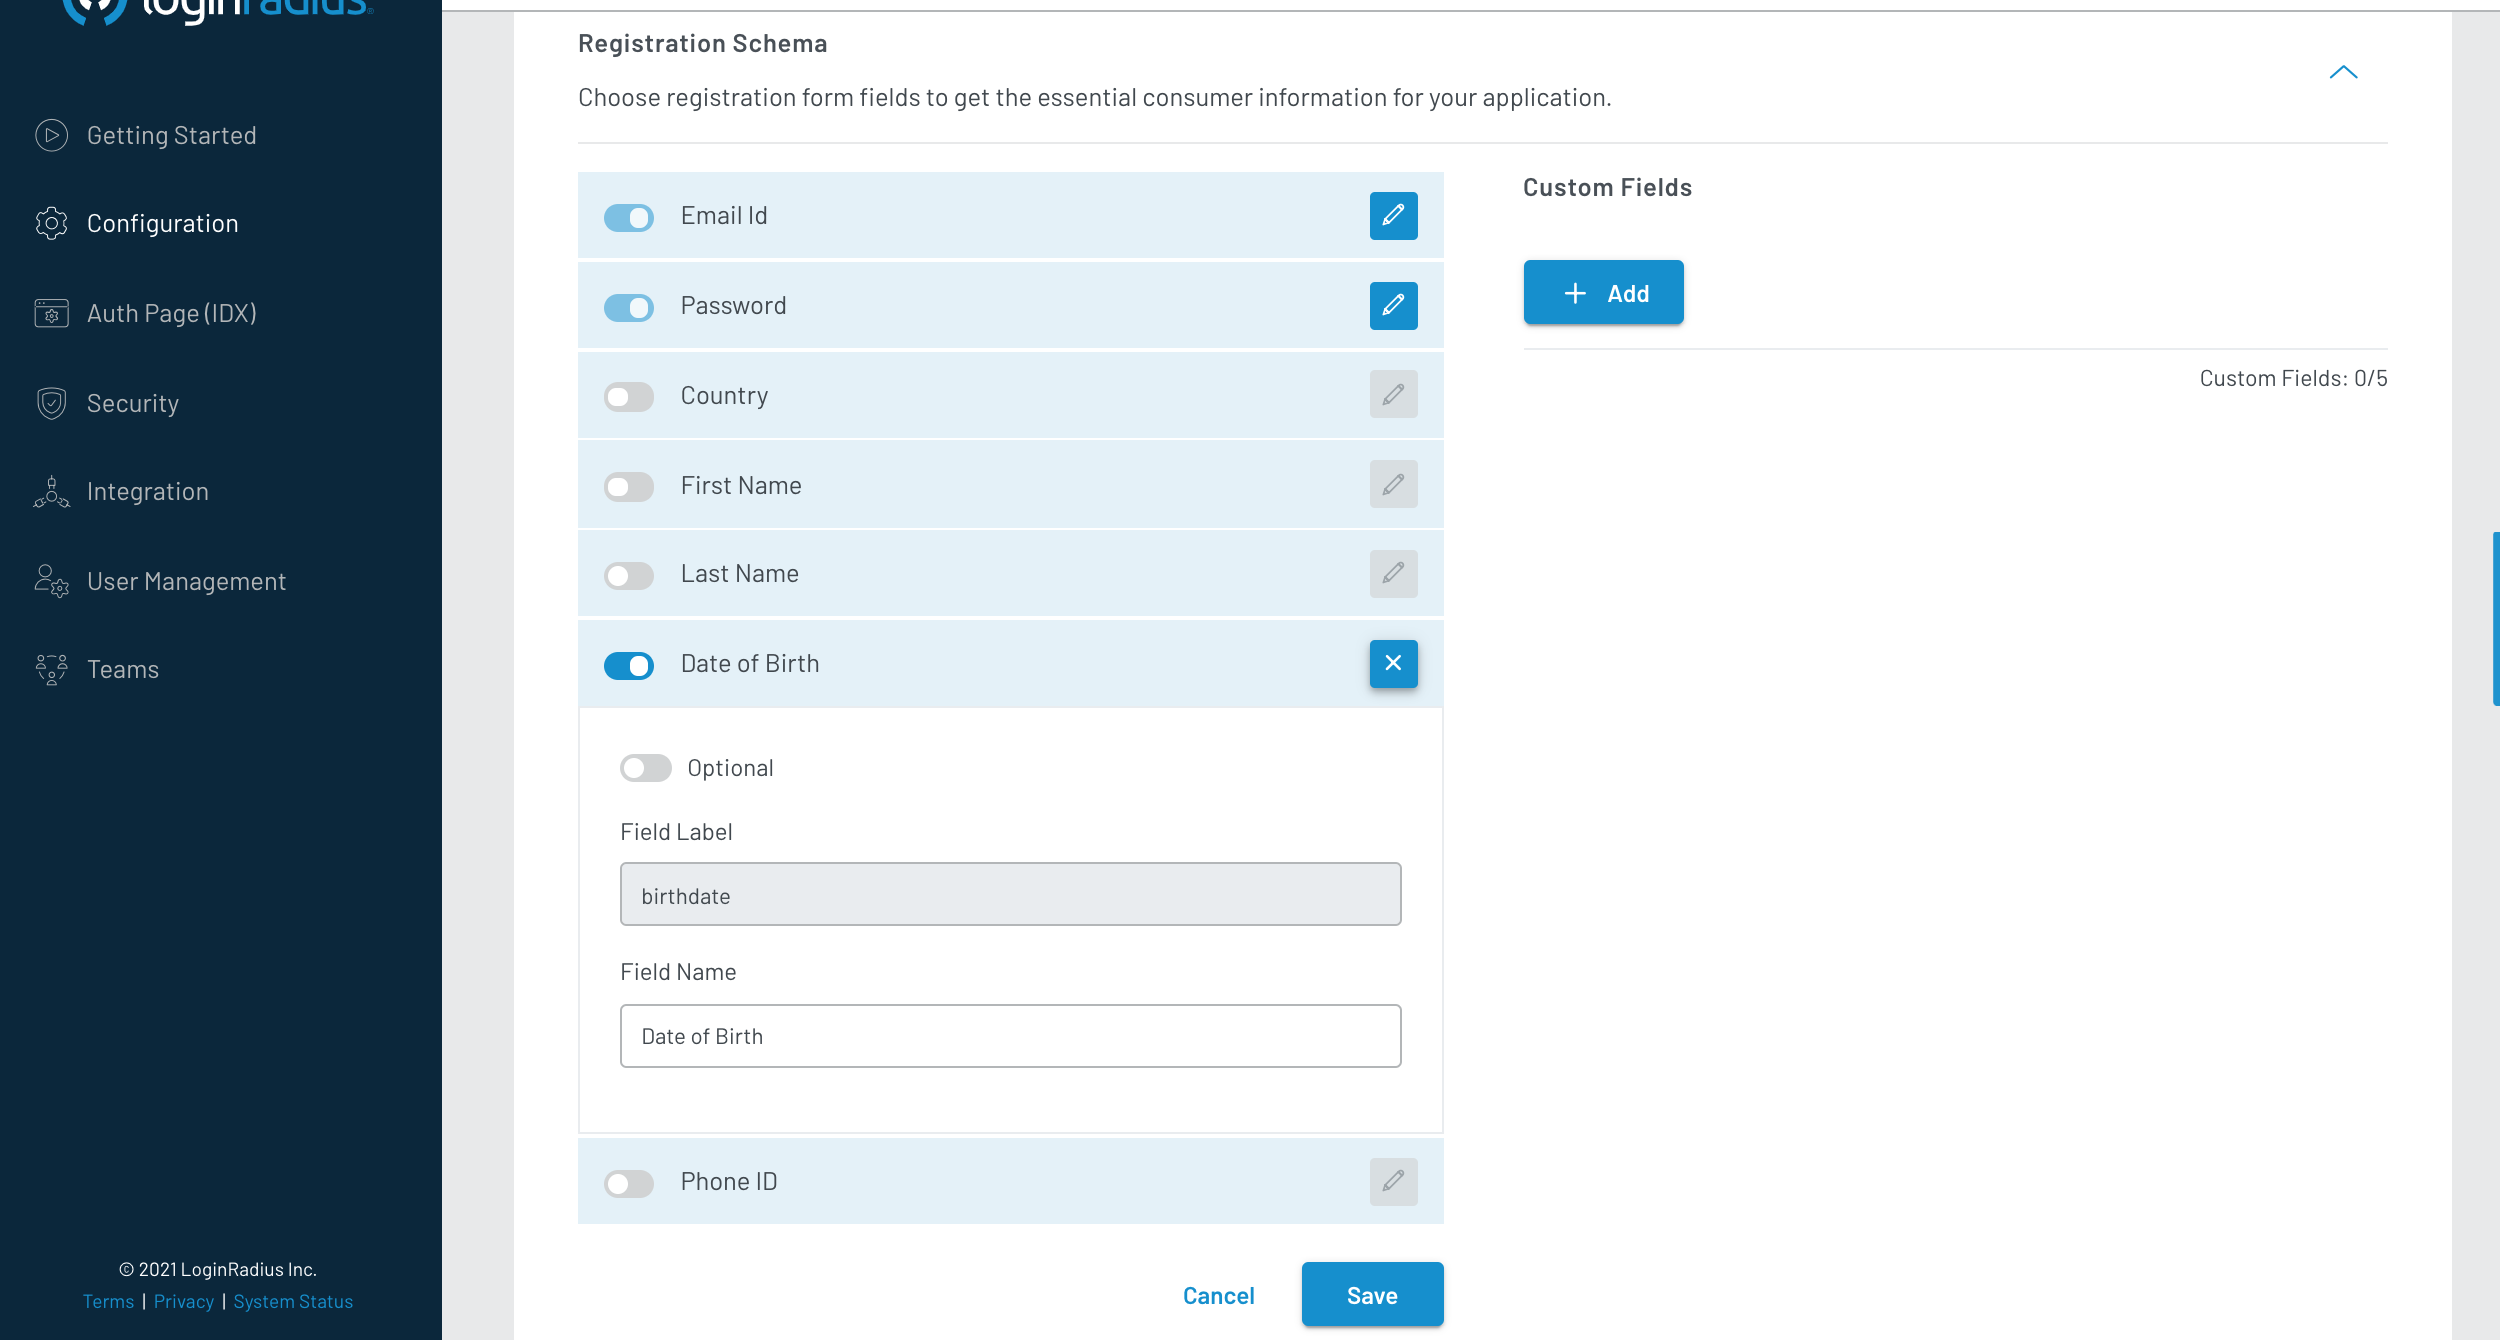 loginradius
Getting Started
Configuration
Auth Page (IDX)
Security
Integration
User Management
Teams
© 2021 LoginRadius Inc.
Terms | Privacy | System Status
Registration Schema
Choose registration form fields to get the essential consumer information for your application.
Email Id
Password
Country
First Name
Last Name
Date of Birth
Optional
Field Label
birthdate
Field Name
Date of Birth
Phone ID
Cancel
Save
Custom Fields
+ Add
Custom Fields: 0/5